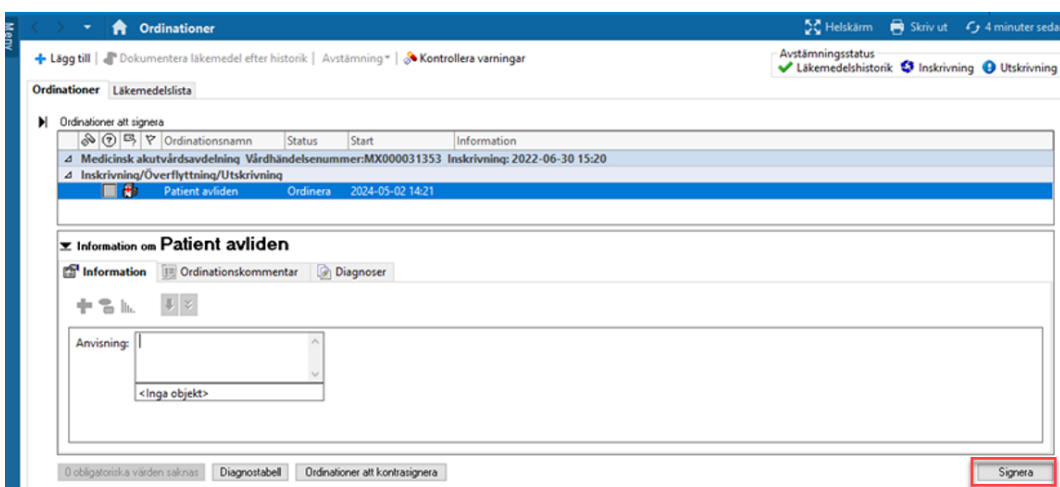 Meny
Ordinationer Helskärm Skriv ut 4 minuter seda
Lägg till | Dokumentera läkemedel efter historik | Avstämning | Kontrollera varningar
Avstämningsstatus
Läkemedelshistorik Inskrivning Utskrivning
Ordinationer Läkemedelslista
Ordinationer att signera
Ordinationsnamn Status Start Information
Medicinsk akutvårdsavdelning Vårdhändelsenummer:MX000031353 Inskrivning: 2022-06-30 15:20
Inskrivning/Överflyttning/Utskrivning
Patient avliden Ordinera 2024-05-02 14:21
Information om Patient avliden
Information Ordinationskommentar Diagnoser
Anvisning:
<Inga objekt>
0 obligatoriska värden saknas Diagnostabell Ordinationer att kontrasignera Signera